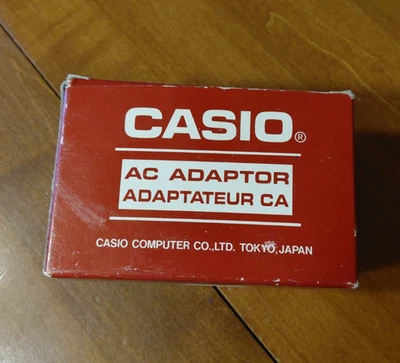 CASIO®
AC ADAPTOR
ADAPTATEUR CA
CASIO COMPUTER CO.,LTD. TOKYO,JAPAN